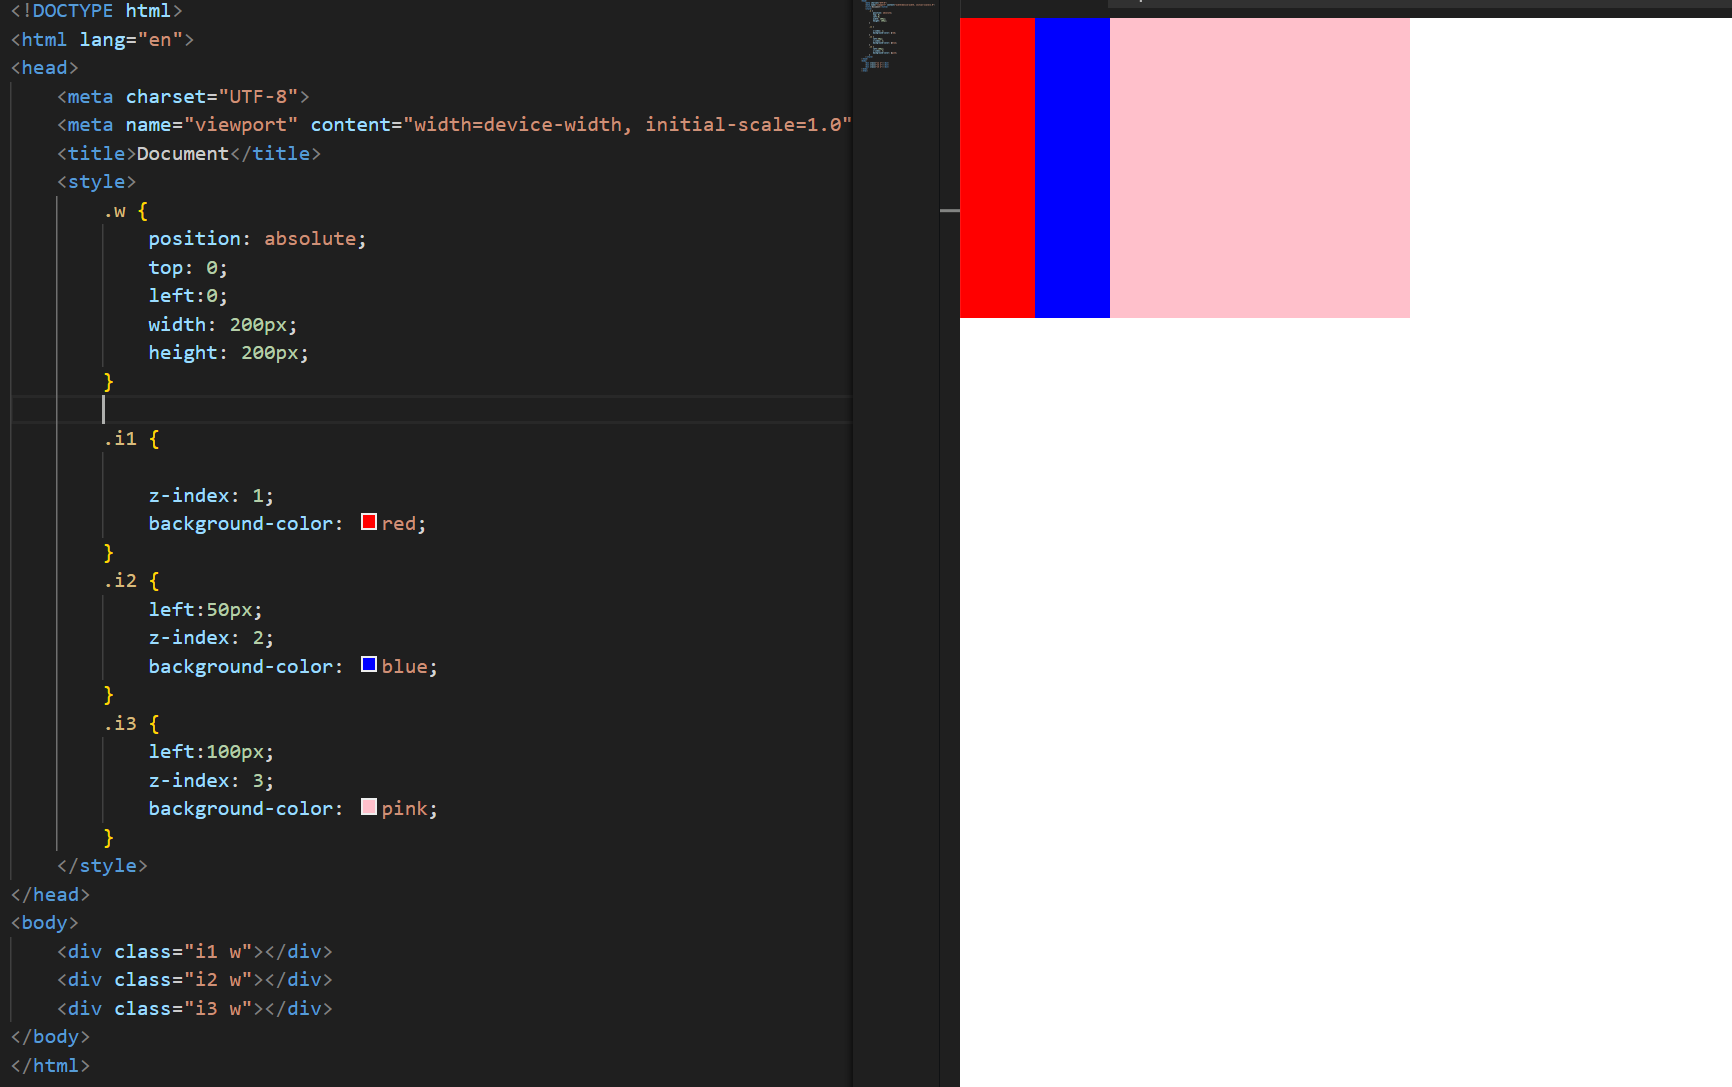 <!DOCTYPE html>
<html lang="en">
<head>
<meta charset="UTF-8">
<meta name="viewport" content="width=device-width, initial-scale=1.0"
<title>Document</title>
<style>
.w {
position: absolute;
top: 0;
left:0;
width: 200px;
height: 200px;
}
.i1 {
z-index: 1;
background-color: red;
}
.i2 {
left:50px;
z-index: 2;
background-color: blue;
}
.i3 {
left:100px;
z-index: 3;
background-color: pink;
}
</style>
</head>
<body>
<div class="i1 w"></div>
<div class="i2 w"></div>
<div class="i3 w"></div>
</body>
</html>